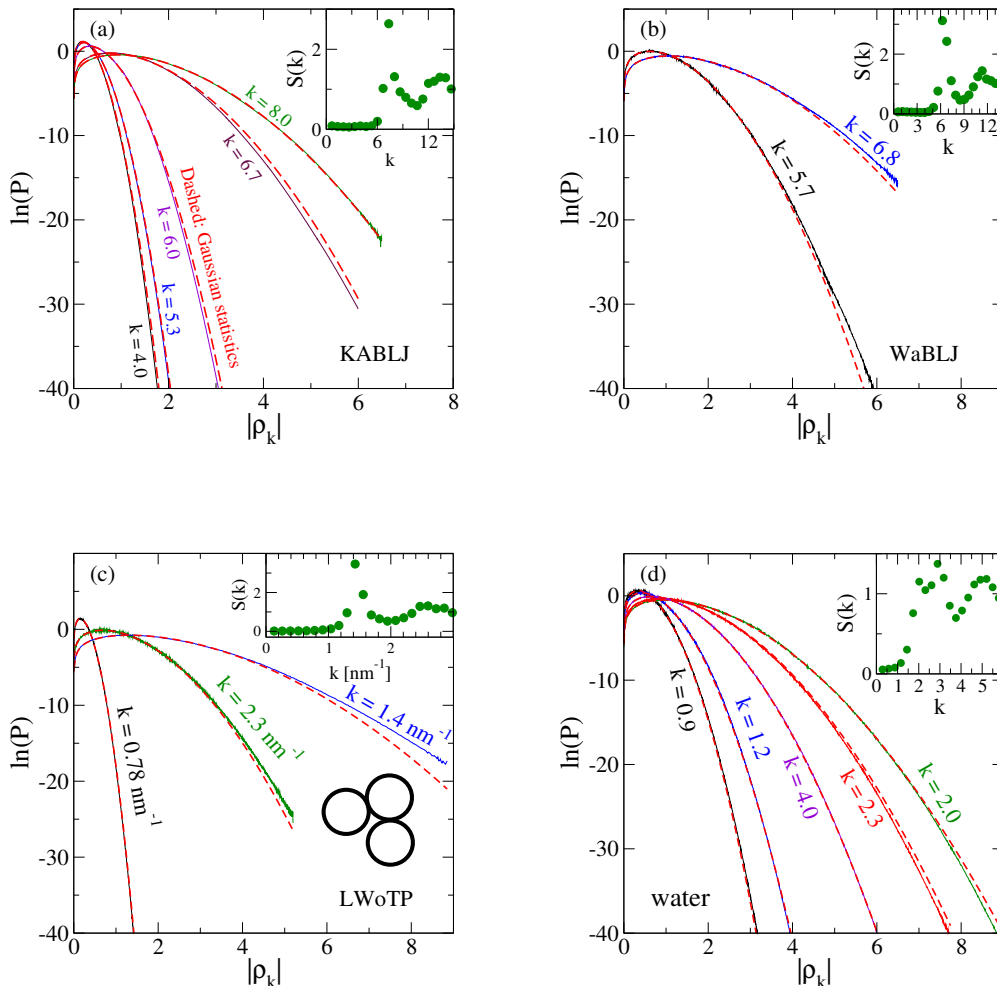 (a)
ln(P)
0
-10
-20
-30
-40
0
2
4
6
8
|ρk|
k = 4.0
k = 5.3
k = 6.0
k = 6.7
k = 8.0
Dashed: Gaussian statistics
KABLJ
S(k)
2
0
0
6
12
k
(b)
ln(P)
0
-10
-20
-30
-40
0
2
4
6
8
|ρk|
k = 5.7
k = 6.8
WaBLJ
S(k)
2
0
0
3
6
9
12
k
(c)
ln(P)
0
-10
-20
-30
-40
0
2
4
6
8
|ρk|
k = 0.78 nm⁻¹
k = 2.3 nm⁻¹
k = 1.4 nm⁻¹
LWoTP
S(k)
2
0
0
2
k [nm⁻¹]
(d)
ln(P)
0
-10
-20
-30
-40
0
2
4
6
8
|ρk|
k = 0.9
k = 1.2
k = 4.0
k = 2.3
k = 2.0
water
S(k)
1
0
0
1
2
3
4
5
k